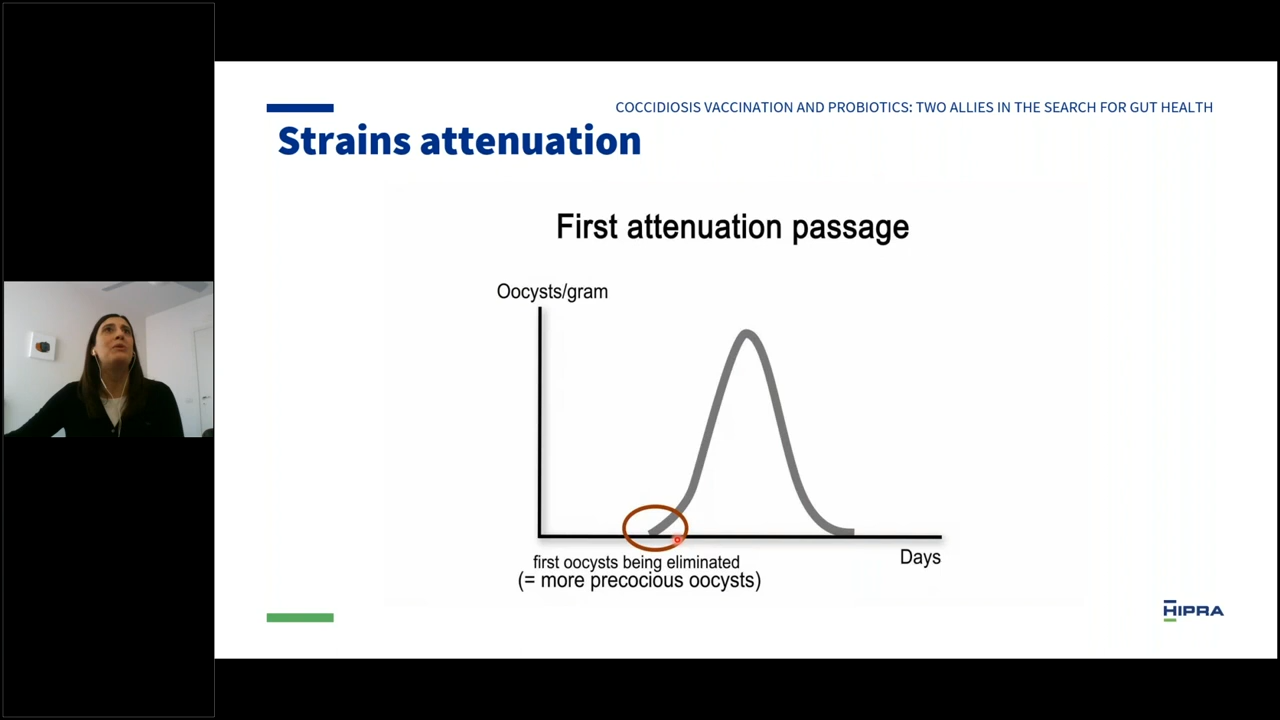 COCCIDIOSIS VACCINATION AND PROBIOTICS: TWO ALLIES IN THE SEARCH FOR GUT HEALTH
Strains attenuation
First attenuation passage
Oocysts/gram
first oocysts being eliminated
(= more precocious oocysts)
Days
HIPRA